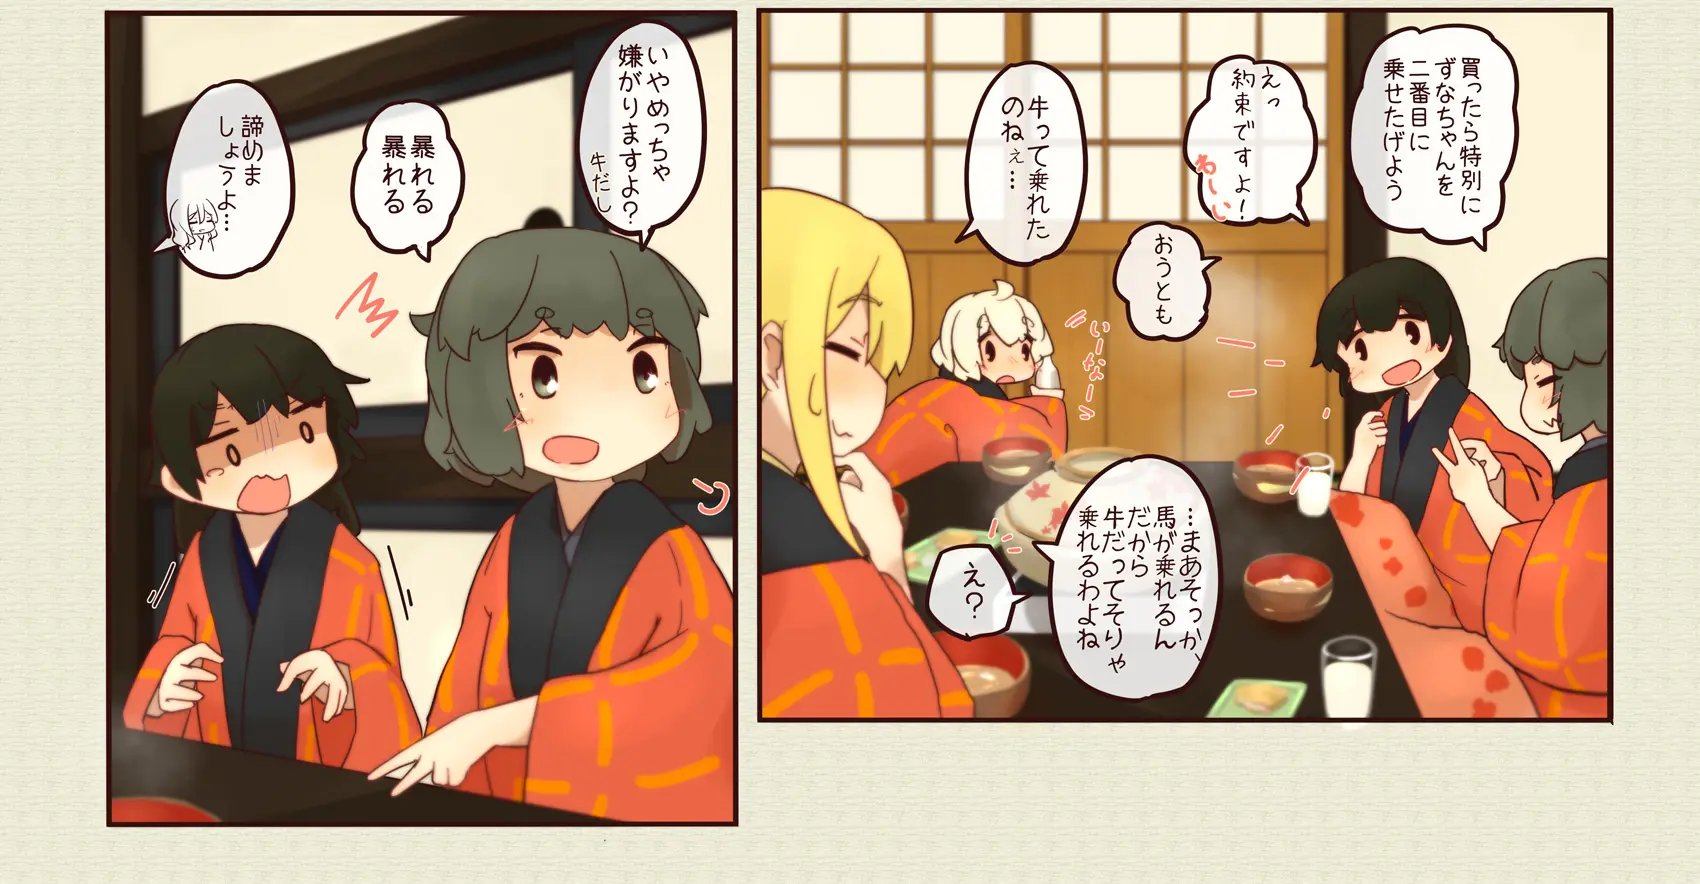 買ったら特別に
ずなちゃんを
二番目に
乗せたげよう
えっ
約束ですよ!
わーしい
おうとも
牛って乗れた
のねぇ…
いーなー
…まあそっか、
馬が乗れるん
だから
牛だってそりゃ
乗れるわよね
え?
いやめっちゃ
嫌がりますよ?
牛だし
暴れる
暴れる
諦めま
しょうよ…